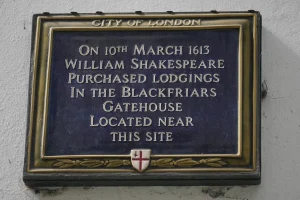 CITY OF LONDON
ON 10TH MARCH 1613
WILLIAM SHAKESPEARE
PURCHASED LODGINGS
IN THE BLACKFRIARS
GATEHOUSE
LOCATED NEAR
THIS SITE